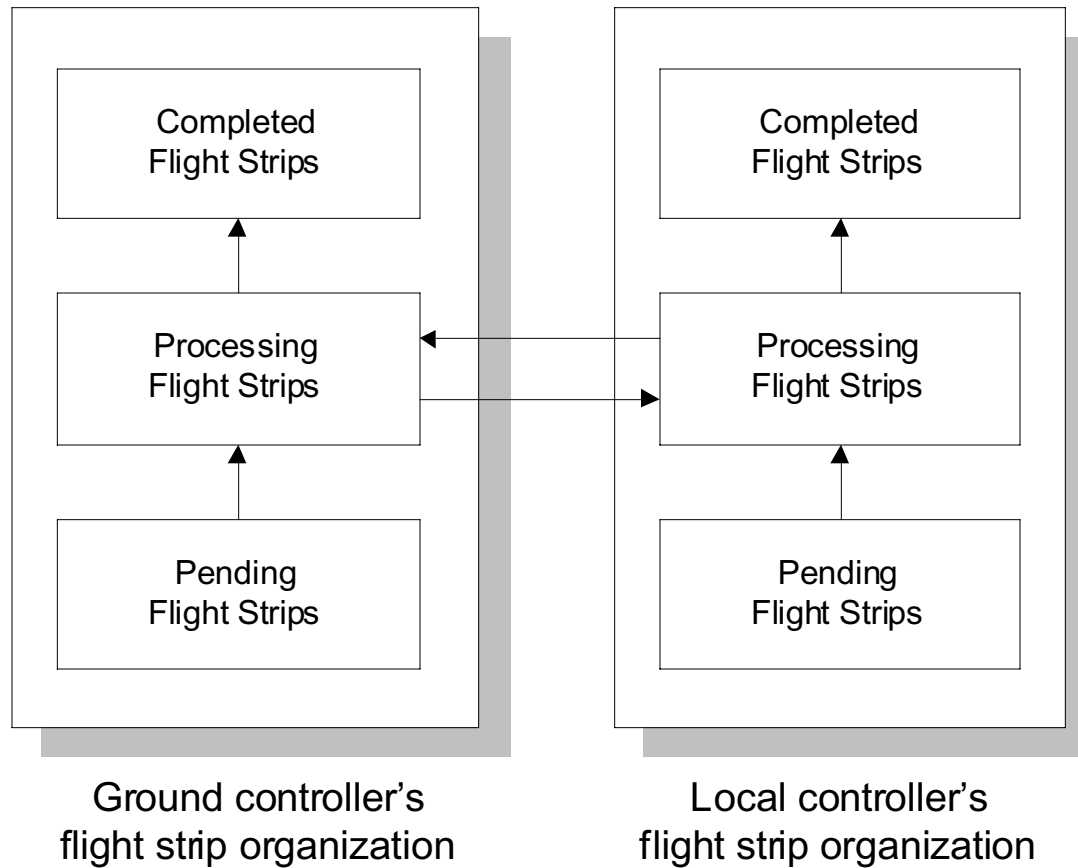 Completed
Flight Strips
Processing
Flight Strips
Pending
Flight Strips
Ground controller's
flight strip organization
Completed
Flight Strips
Processing
Flight Strips
Pending
Flight Strips
Local controller's
flight strip organization